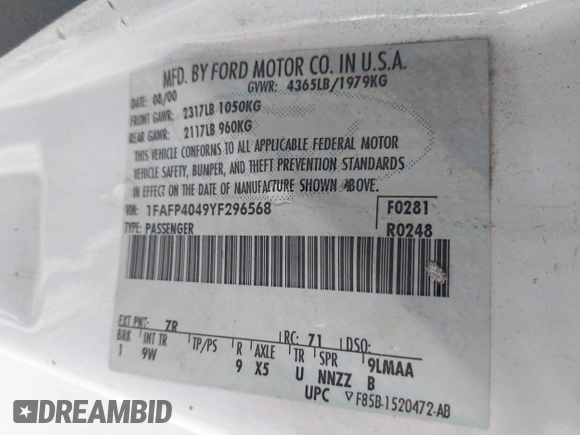 MFD. BY FORD MOTOR CO. IN U.S.A.
DATE: 08/00 GVWR: 4365LB/1979KG
FRONT GAWR: 2317LB 1050KG
REAR GAWR: 2117LB 960KG
THIS VEHICLE CONFORMS TO ALL APPLICABLE FEDERAL MOTOR
VEHICLE SAFETY, BUMPER, AND THEFT PREVENTION STANDARDS
IN EFFECT ON THE DATE OF MANUFACTURE SHOWN ABOVE.
VIN: 1FAFP4049YF296568 F0281
TYPE: PASSENGER R0248
EXT PNT: ZR RC: 71 DSO:
BRK INT TR TP/PS R AXLE TR SPR 9LMAA
1 9W 9 X5 U NNZZ B
UPC ▽F85B-1520472-AB
DREAMBID